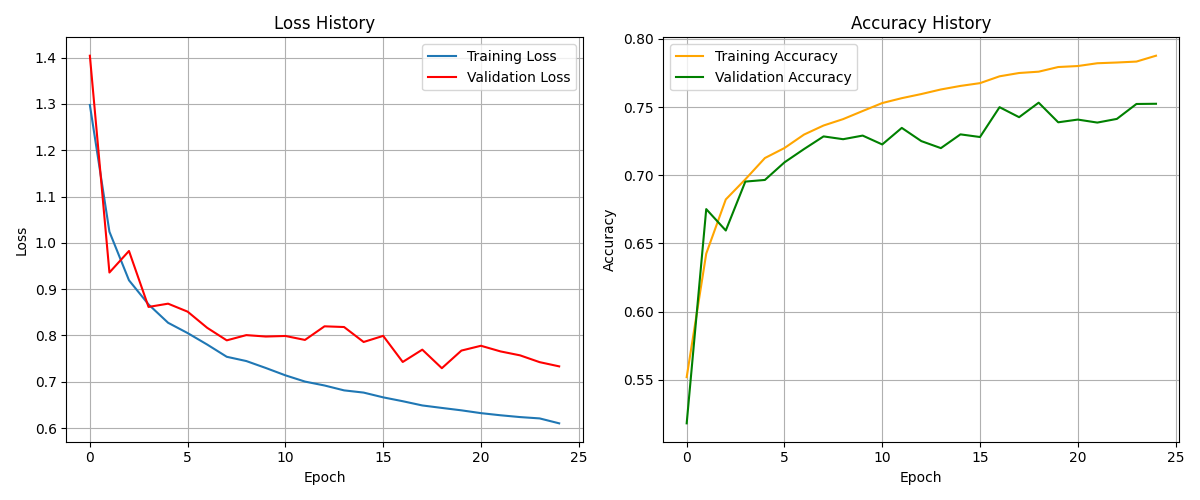 Loss History
Training Loss
Validation Loss
1.4
1.3
1.2
1.1
1.0
0.9
0.8
0.7
0.6
Loss
0
5
10
15
20
25
Epoch
Accuracy History
Training Accuracy
Validation Accuracy
0.80
0.75
0.70
0.65
0.60
0.55
Accuracy
0
5
10
15
20
25
Epoch